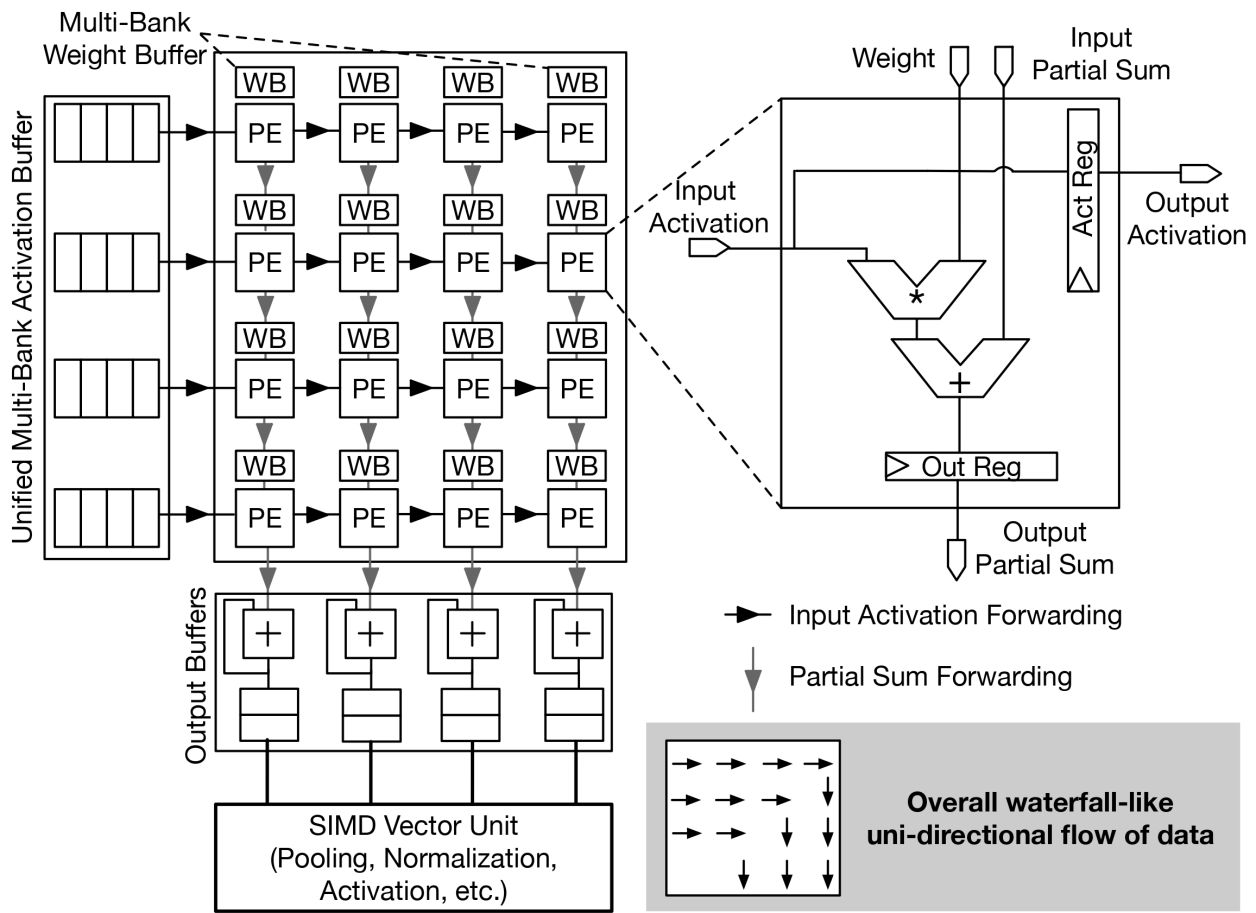 Multi-Bank
Weight Buffer
Unified Multi-Bank Activation Buffer
WB WB WB WB
PE PE PE PE
WB WB WB WB
PE PE PE PE
WB WB WB WB
PE PE PE PE
WB WB WB WB
PE PE PE PE
Output Buffers
+ + + +
SIMD Vector Unit
(Pooling, Normalization,
Activation, etc.)
Weight
Input
Partial Sum
Input
Activation
Act Reg
Output
Activation
*
+
Out Reg
Output
Partial Sum
Input Activation Forwarding
Partial Sum Forwarding
Overall waterfall-like
uni-directional flow of data